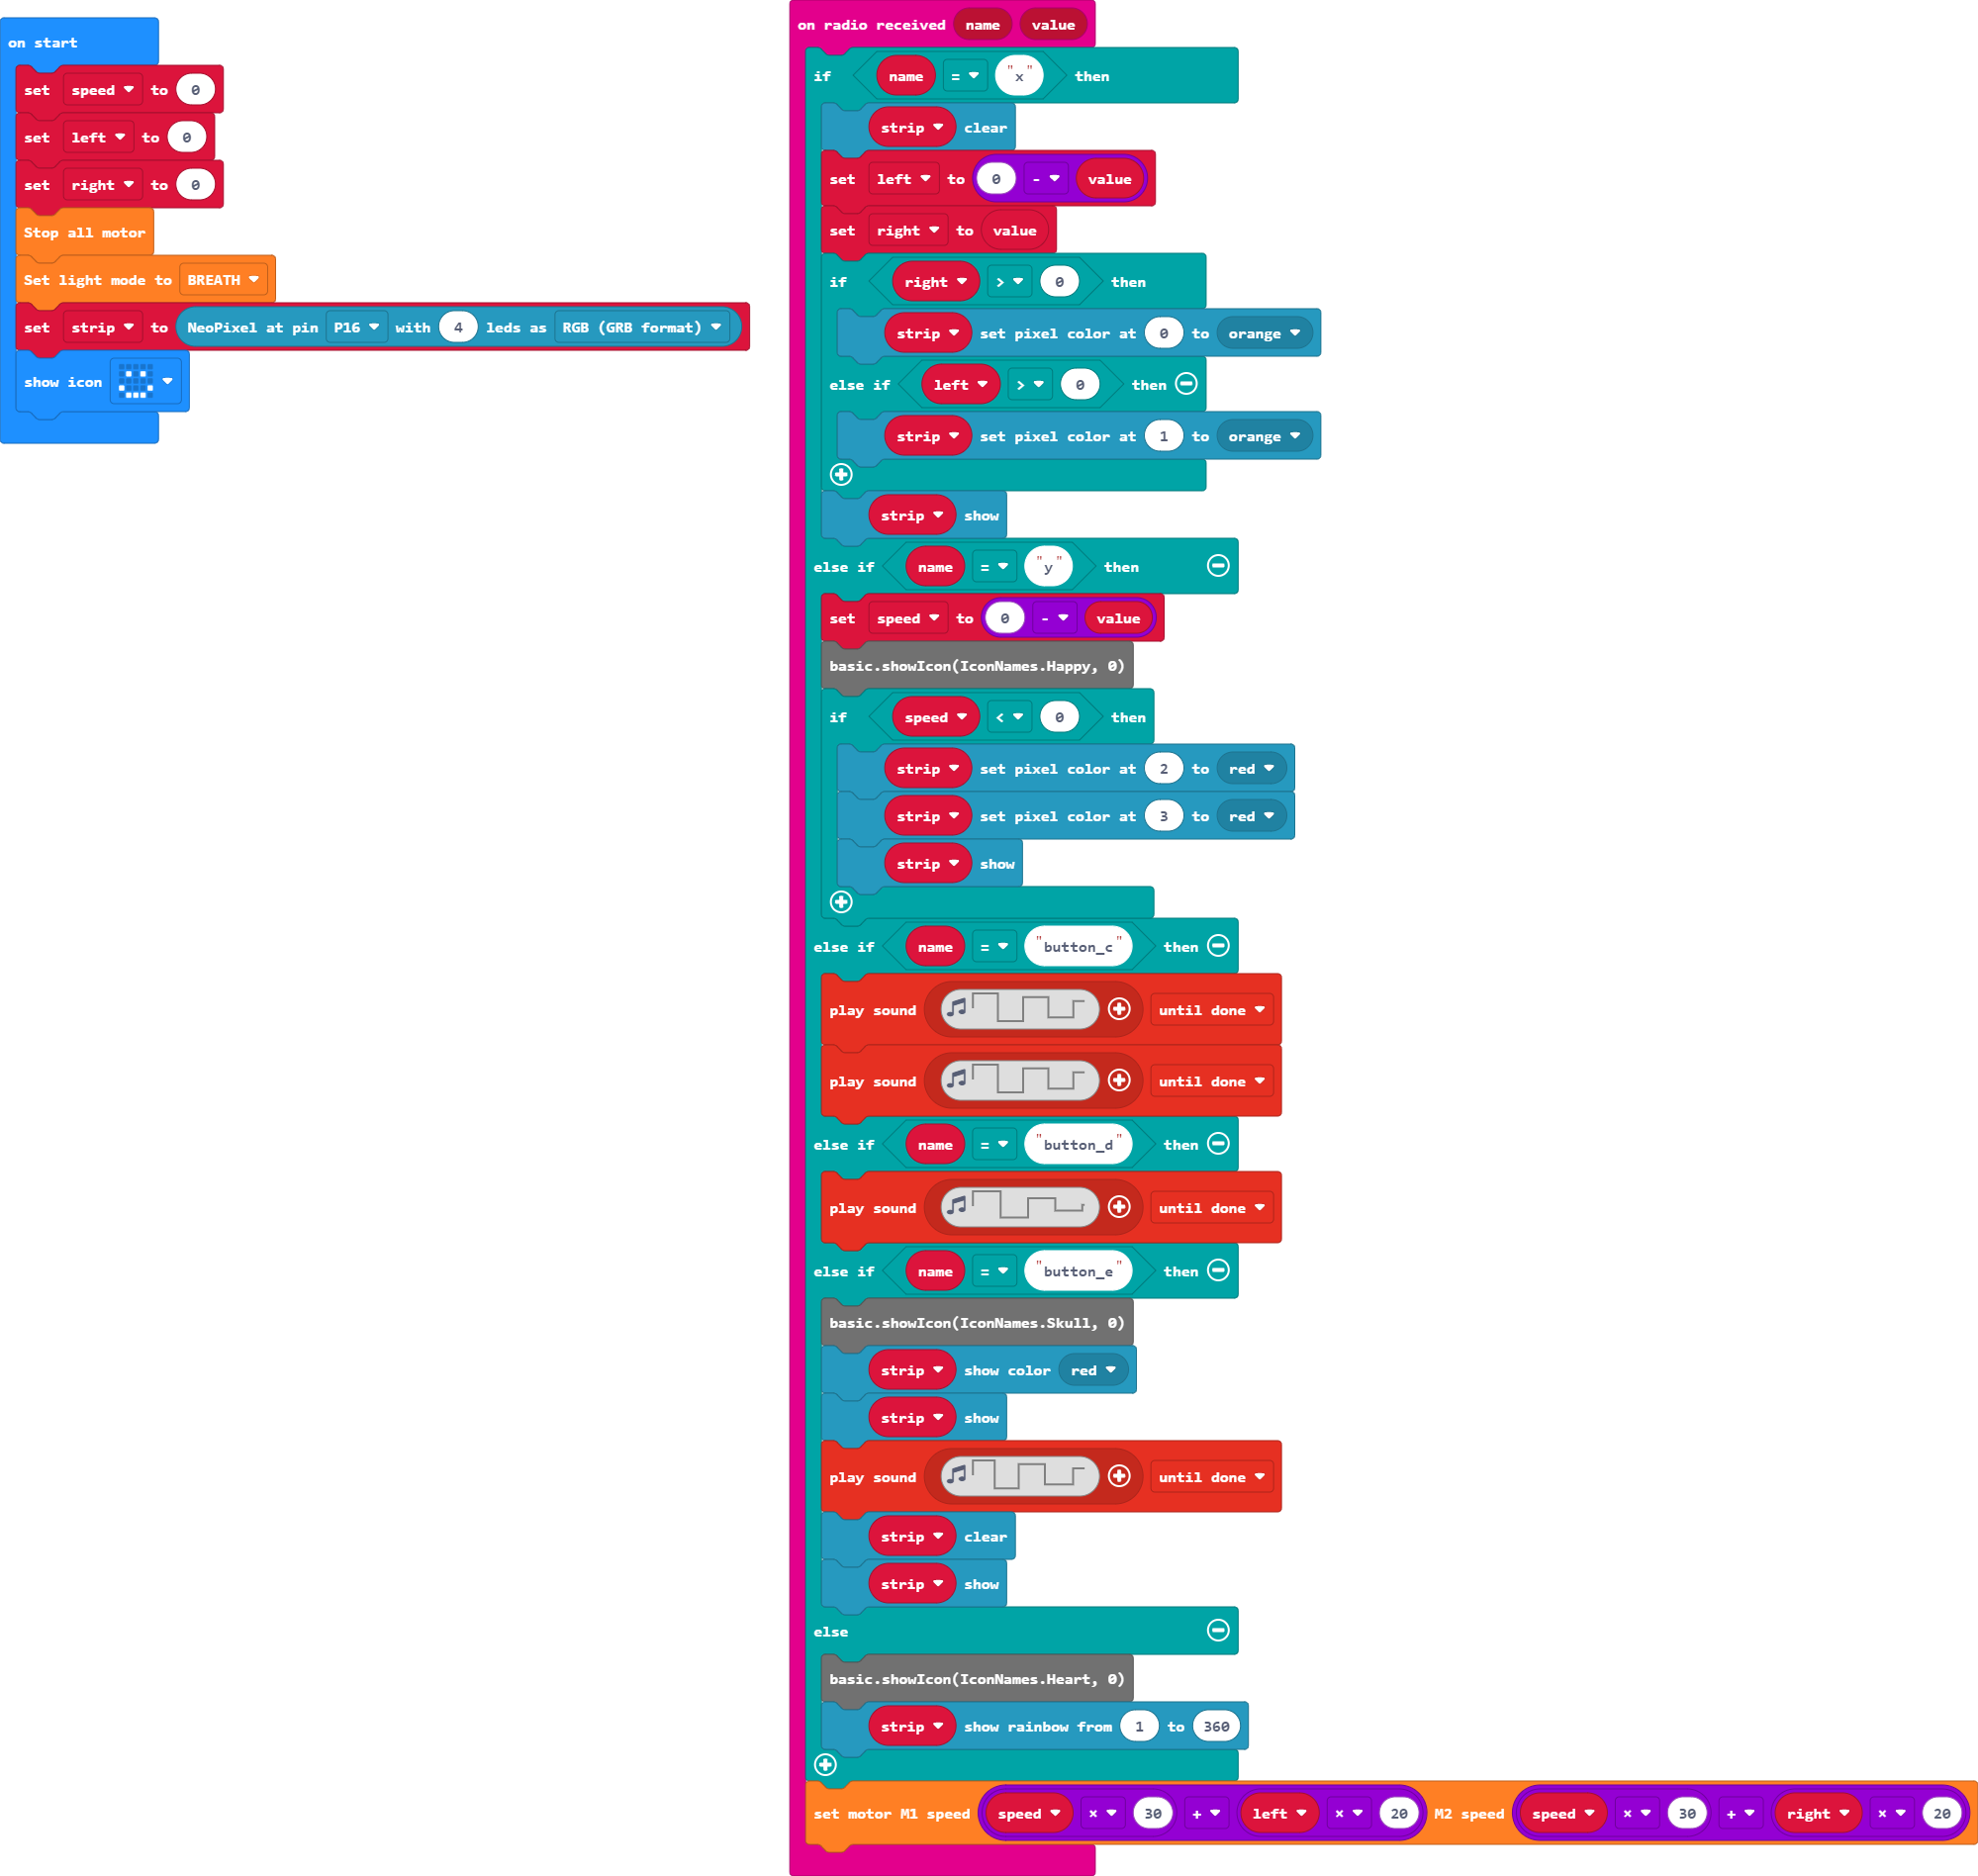 on start
set speed to 0
set left to 0
set right to 0
Stop all motor
Set light mode to BREATH
set strip to NeoPixel at pin P16 with 4 leds as RGB (GRB format)
show icon
on radio received name value
if name = "x" then
strip clear
set left to 0 - value
set right to value
if right > 0 then
strip set pixel color at 0 to orange
else if left > 0 then
strip set pixel color at 1 to orange
strip show
else if name = "y" then
set speed to 0 - value
basic.showIcon(IconNames.Happy, 0)
if speed < 0 then
strip set pixel color at 2 to red
strip set pixel color at 3 to red
strip show
else if name = "button_c" then
play sound until done
play sound until done
else if name = "button_d" then
play sound until done
else if name = "button_e" then
basic.showIcon(IconNames.Skull, 0)
strip show color red
strip show
play sound until done
strip clear
strip show
else
basic.showIcon(IconNames.Heart, 0)
strip show rainbow from 1 to 360
set motor M1 speed speed × 30 + left × 20 M2 speed speed × 30 + right × 20